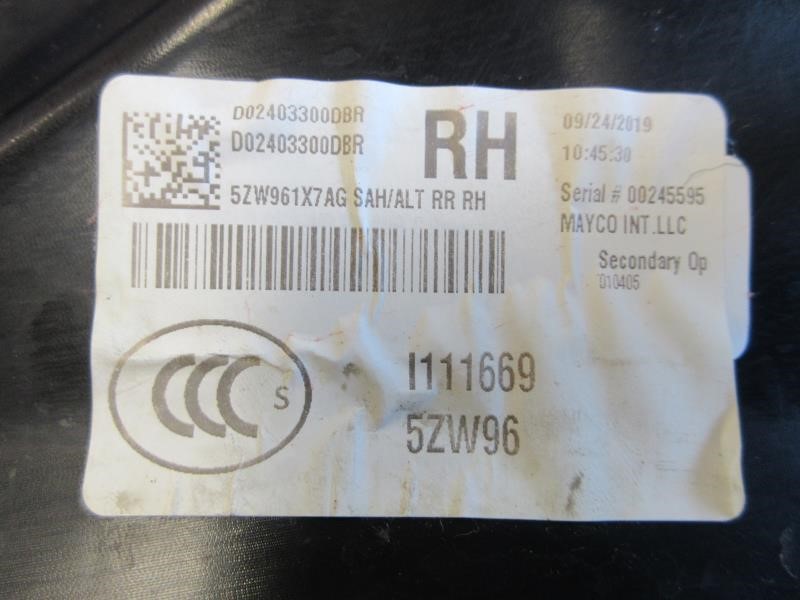 D02403300DBR
D02403300DBR
RH
09/24/2019
10:45:30
5ZW961X7AG SAH/ALT RR RH
Serial # 00245595
MAYCO INT.LLC
Secondary Op
010405
CCC S
I111669
5ZW96